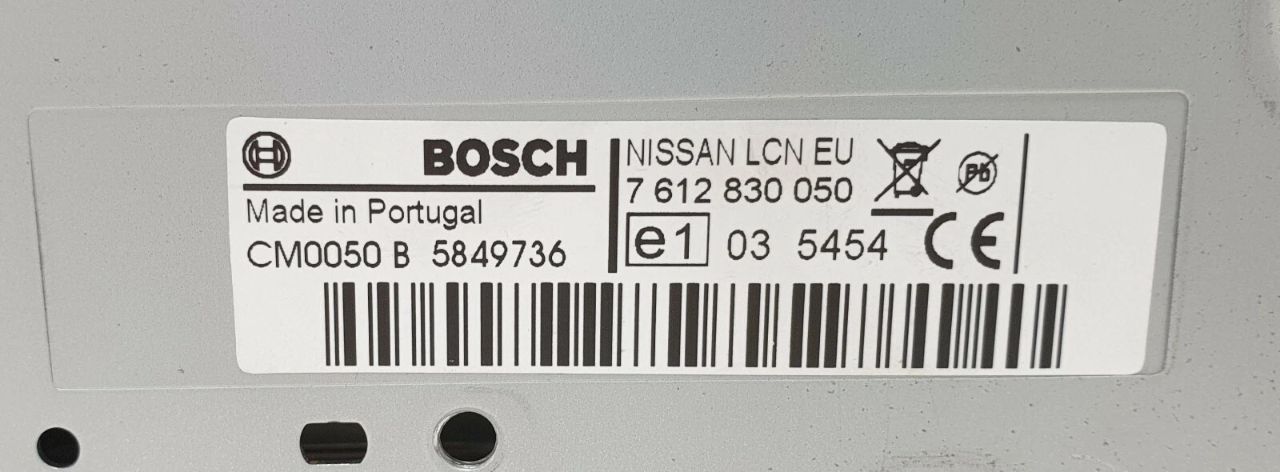 BOSCH
Made in Portugal
CM0050 B 5849736
NISSAN LCN EU
7 612 830 050
e1 03 5454
Pb
CE